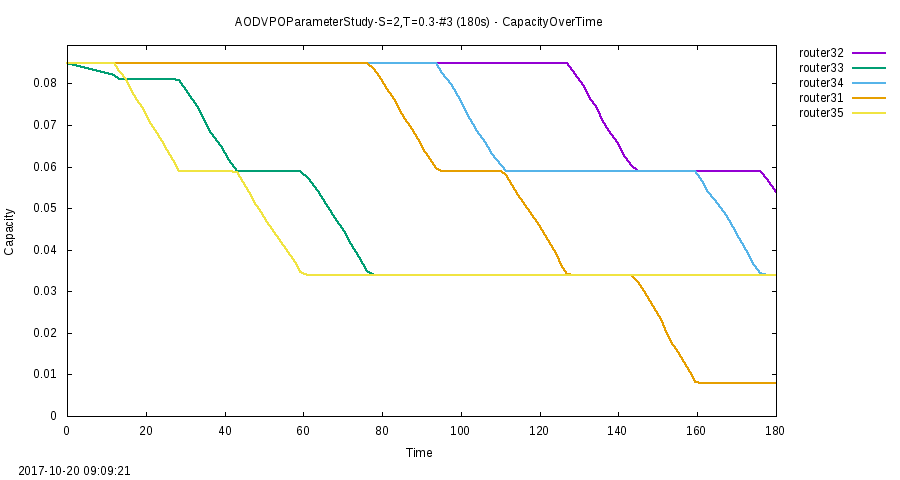 AODVPOParameterStudy-S=2,T=0.3-#3 (180s) - CapacityOverTime
router32
router33
router34
router31
router35
0.08
0.07
0.06
0.05
0.04
0.03
0.02
0.01
0
Capacity
0 20 40 60 80 100 120 140 160 180
Time
2017-10-20 09:09:21